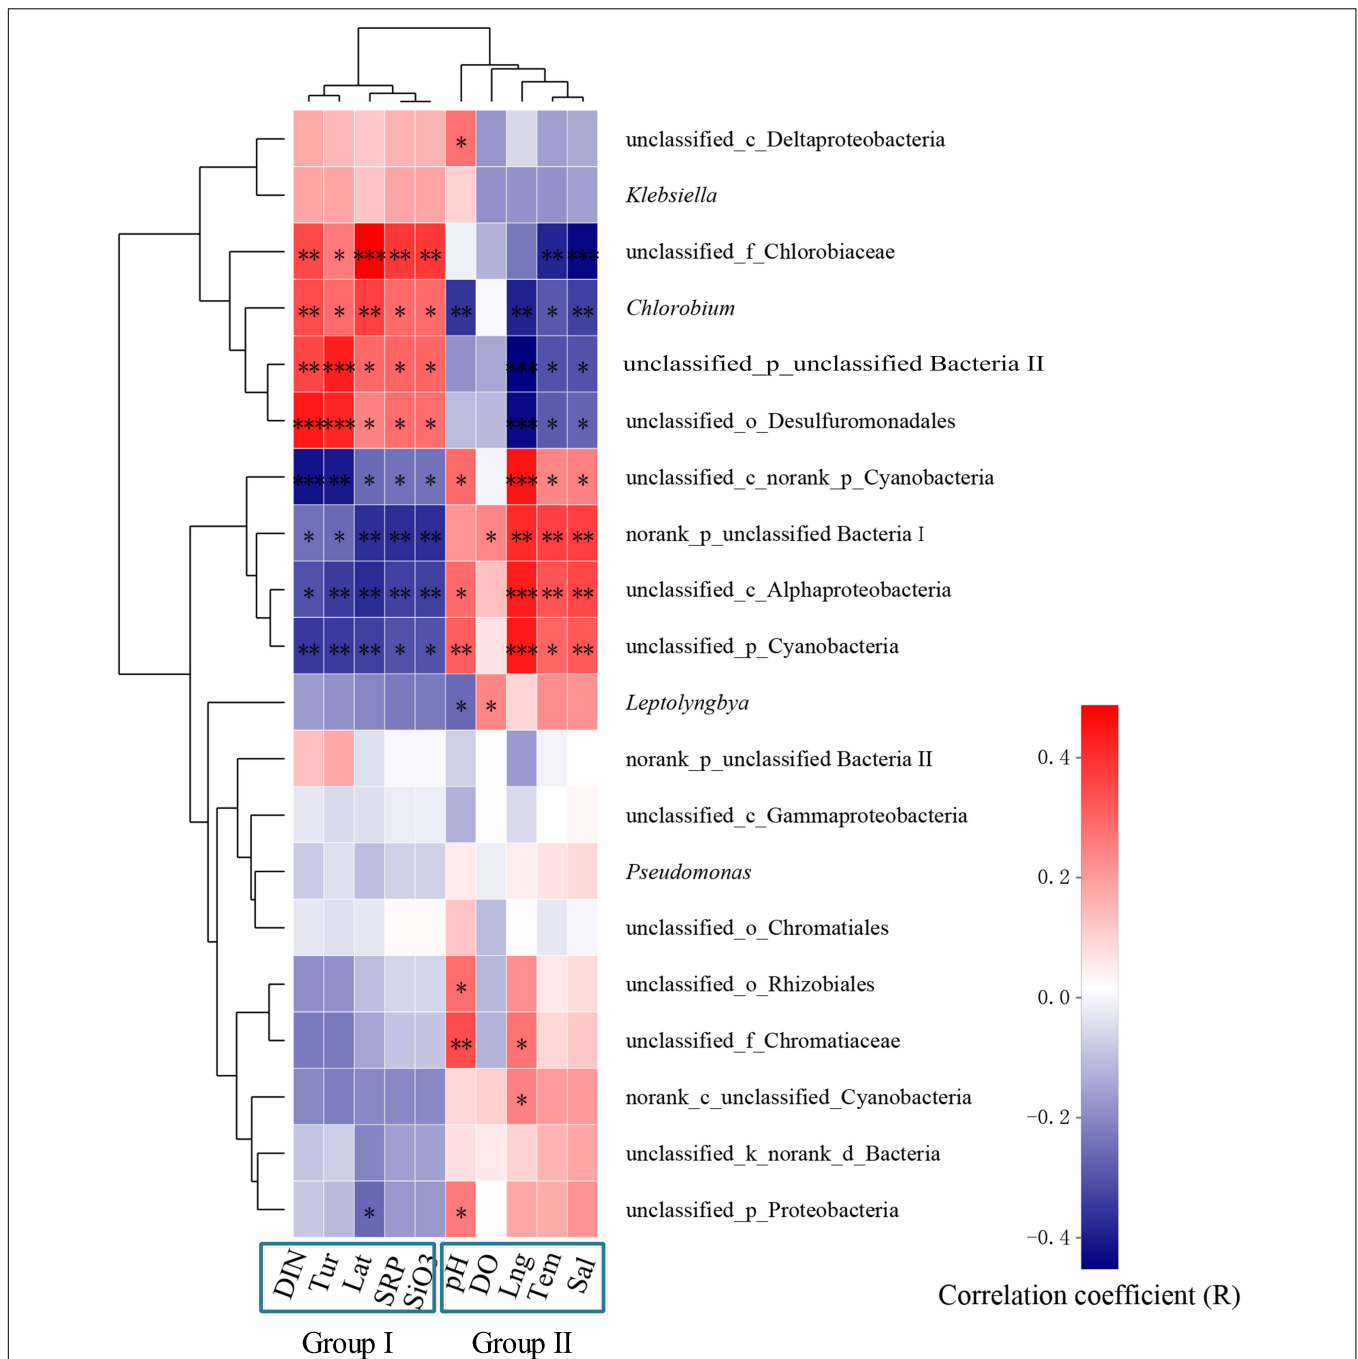 *
unclassified_c_Deltaproteobacteria
Klebsiella
** * *** ** ** ** ***
unclassified_f_Chlorobiaceae
** * ** * * ** ** * **
Chlorobium
** *** * * * *** * *
unclassified_p_unclassified Bacteria II
*** *** * * * *** * *
unclassified_o_Desulfuromonadales
*** ** * * * * *** * *
unclassified_c_norank_p_Cyanobacteria
* * ** ** ** * ** ** **
norank_p_unclassified Bacteria I
* ** ** ** ** * *** ** **
unclassified_c_Alphaproteobacteria
** ** ** * * ** *** * **
unclassified_p_Cyanobacteria
* *
Leptolyngbya
norank_p_unclassified Bacteria II
unclassified_c_Gammaproteobacteria
Pseudomonas
unclassified_o_Chromatiales
*
unclassified_o_Rhizobiales
** *
unclassified_f_Chromatiaceae
*
norank_c_unclassified_Cyanobacteria
unclassified_k_norank_d_Bacteria
* *
unclassified_p_Proteobacteria
0.4
0.2
0.0
−0.2
−0.4
Correlation coefficient (R)
DIN Tur Lat SRP SiO3 pH DO Lng Tem Sal
Group I Group II